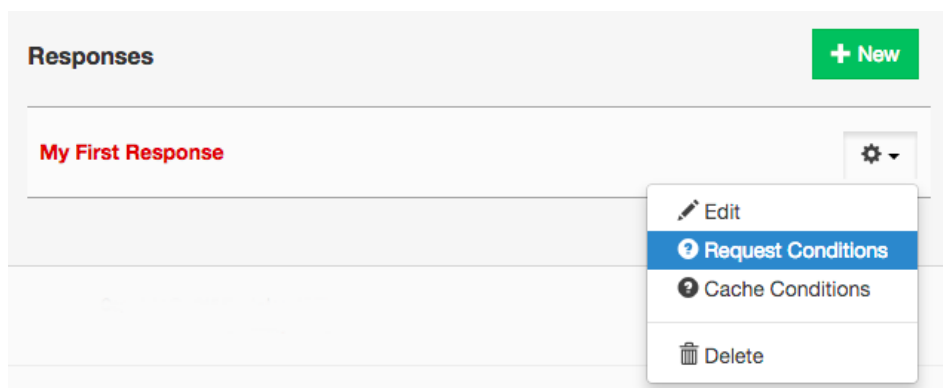 Responses
New
My First Response
Edit
Request Conditions
Cache Conditions
Delete